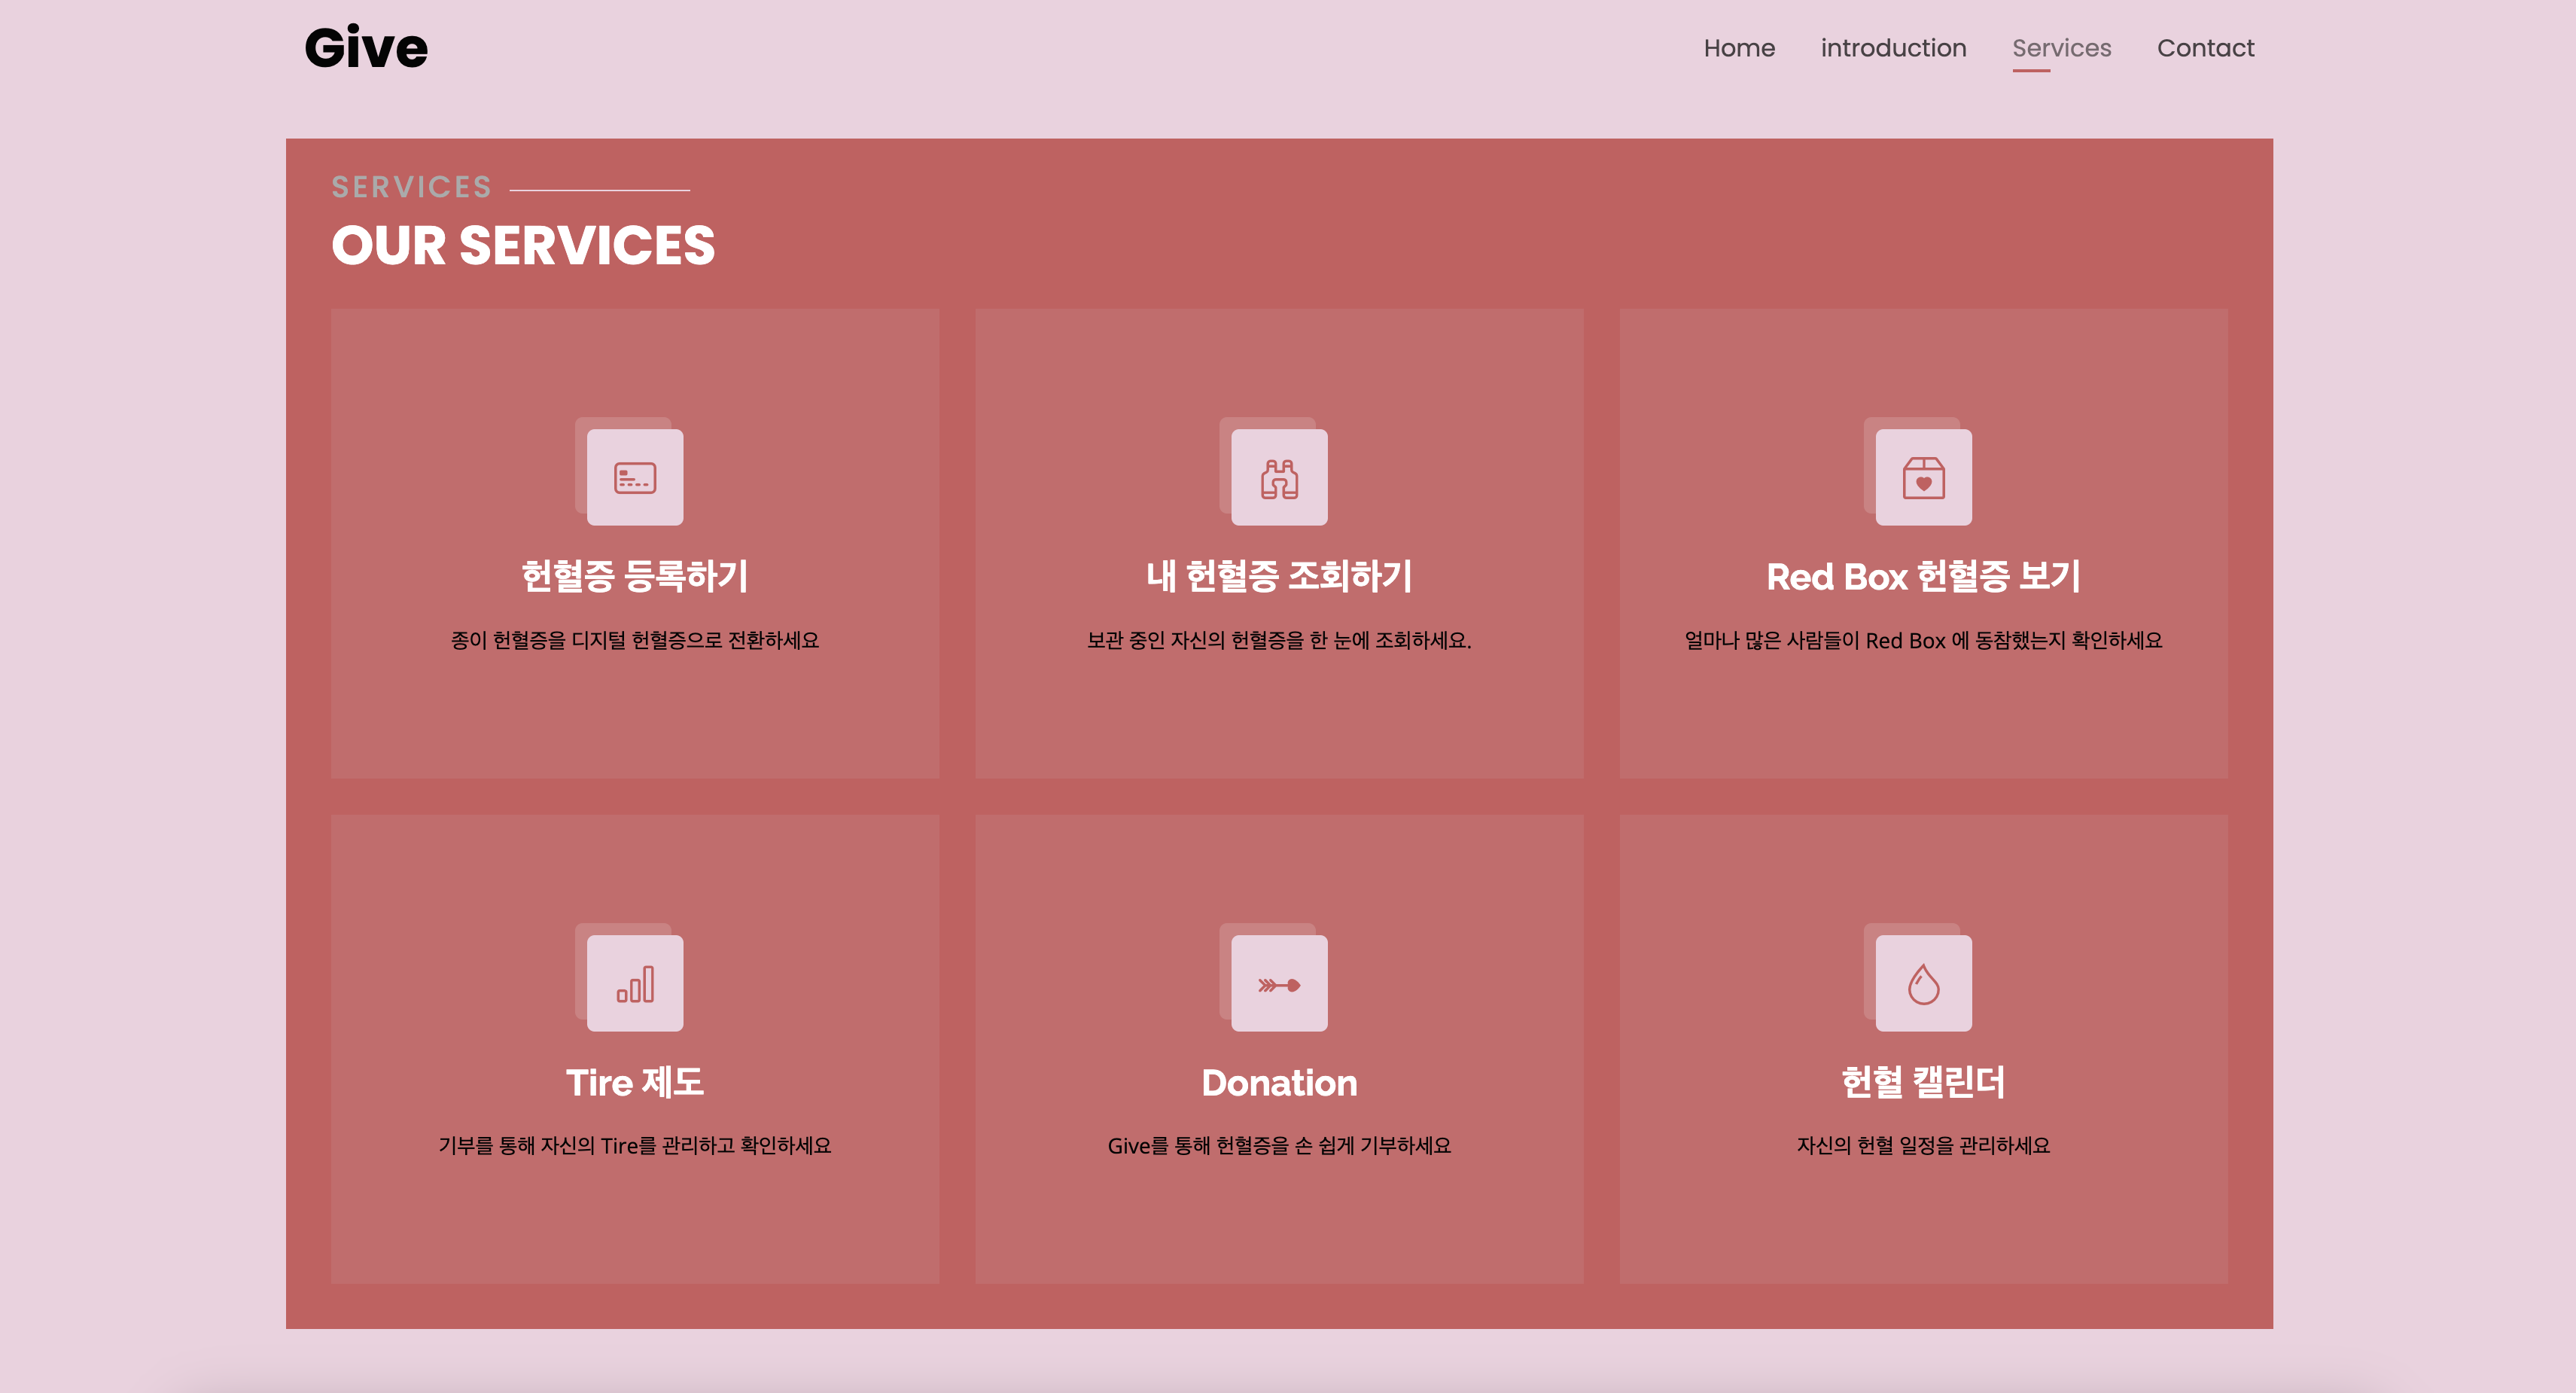 Give
Home introduction Services Contact
SERVICES
OUR SERVICES
헌혈증 등록하기
종이 헌혈증을 디지털 헌혈증으로 전환하세요
내 헌혈증 조회하기
보관 중인 자신의 헌혈증을 한 눈에 조회하세요.
Red Box 헌혈증 보기
얼마나 많은 사람들이 Red Box 에 동참했는지 확인하세요
Tire 제도
기부를 통해 자신의 Tire를 관리하고 확인하세요
Donation
Give를 통해 헌혈증을 손 쉽게 기부하세요
헌혈 캘린더
자신의 헌혈 일정을 관리하세요